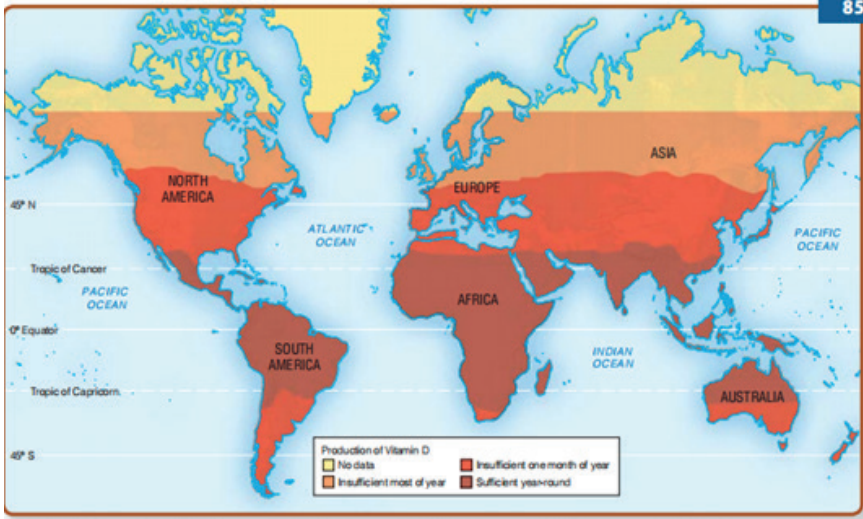 85
ASIA
NORTH
AMERICA
EUROPE
45° N
ATLANTIC
OCEAN
PACIFIC
OCEAN
Tropic of Cancer
PACIFIC
OCEAN
AFRICA
0° Equator
SOUTH
AMERICA
INDIAN
OCEAN
Tropic of Capricorn
AUSTRALIA
45° S
Production of Vitamin D
No data
Insufficient most of year
Insufficient one month of year
Sufficient year-round